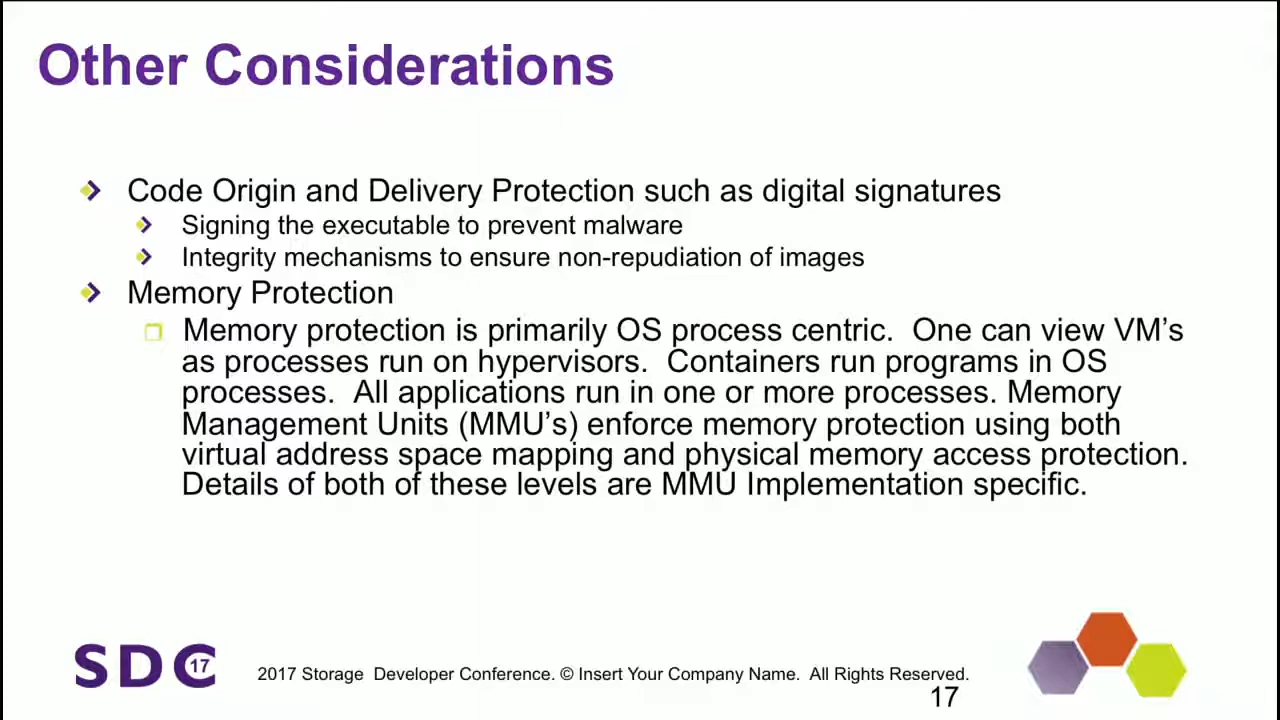 Other Considerations
Code Origin and Delivery Protection such as digital signatures
Signing the executable to prevent malware
Integrity mechanisms to ensure non-repudiation of images
Memory Protection
Memory protection is primarily OS process centric.  One can view VM's
as processes run on hypervisors.  Containers run programs in OS
processes.  All applications run in one or more processes. Memory
Management Units (MMU's) enforce memory protection using both
virtual address space mapping and physical memory access protection.
Details of both of these levels are MMU Implementation specific.
SDC 17
2017 Storage  Developer Conference. © Insert Your Company Name.  All Rights Reserved.
17